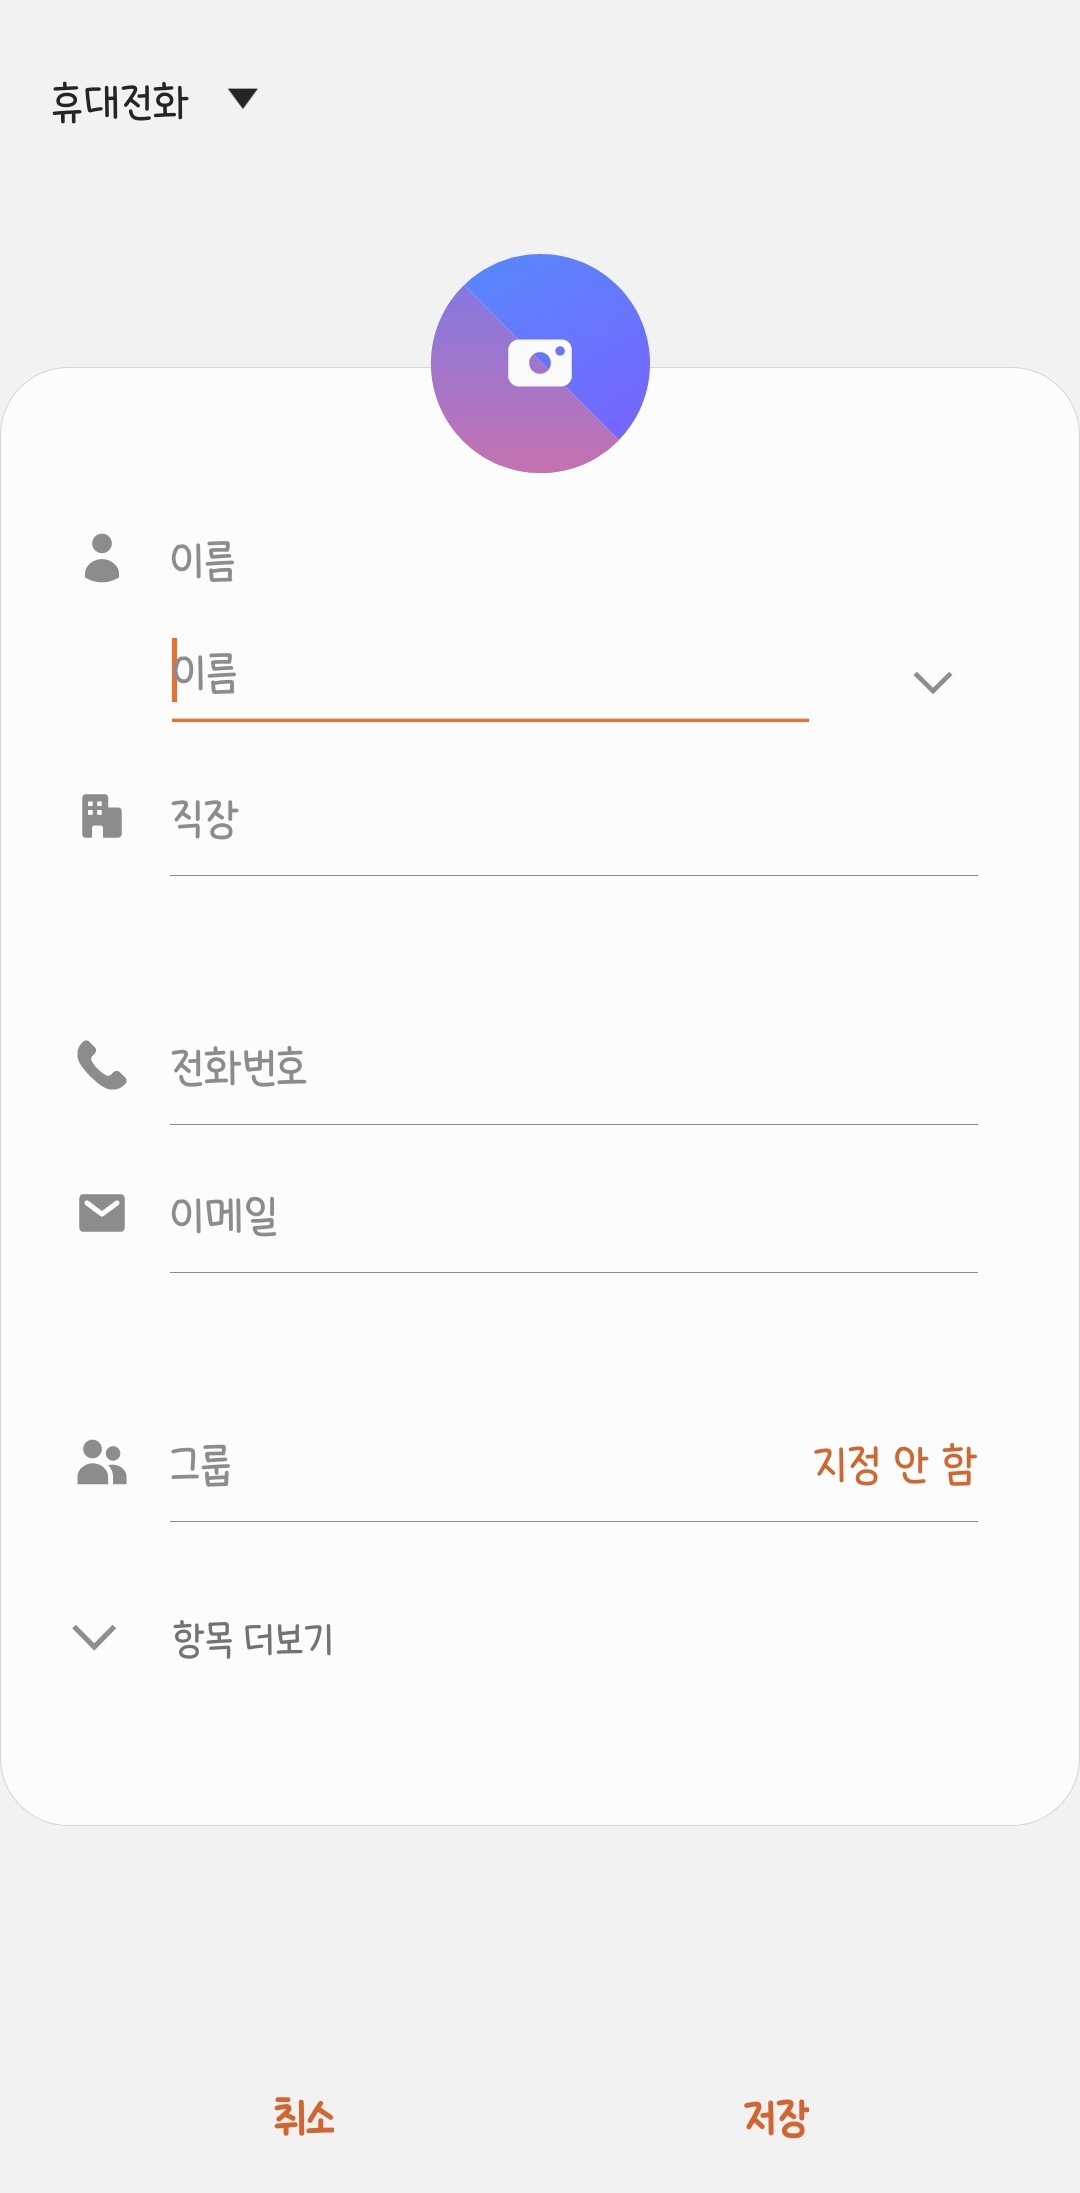 휴대전화
이름
이름
직장
전화번호
이메일
그룹 지정 안 함
항목 더보기
취소 저장